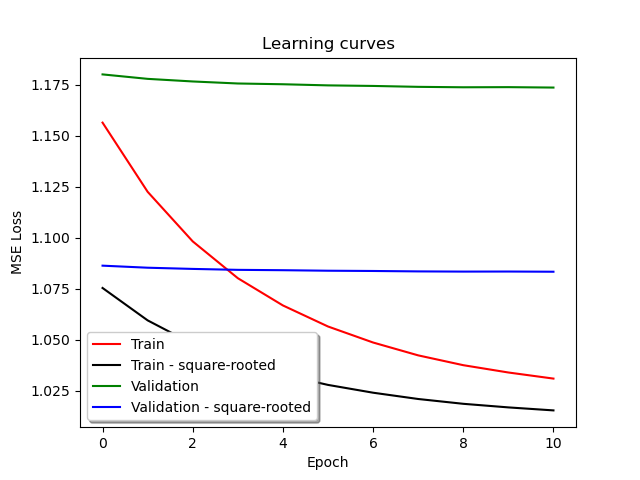 Learning curves
MSE Loss
1.175
1.150
1.125
1.100
1.075
1.050
1.025
Train
Train - square-rooted
Validation
Validation - square-rooted
0 2 4 6 8 10
Epoch